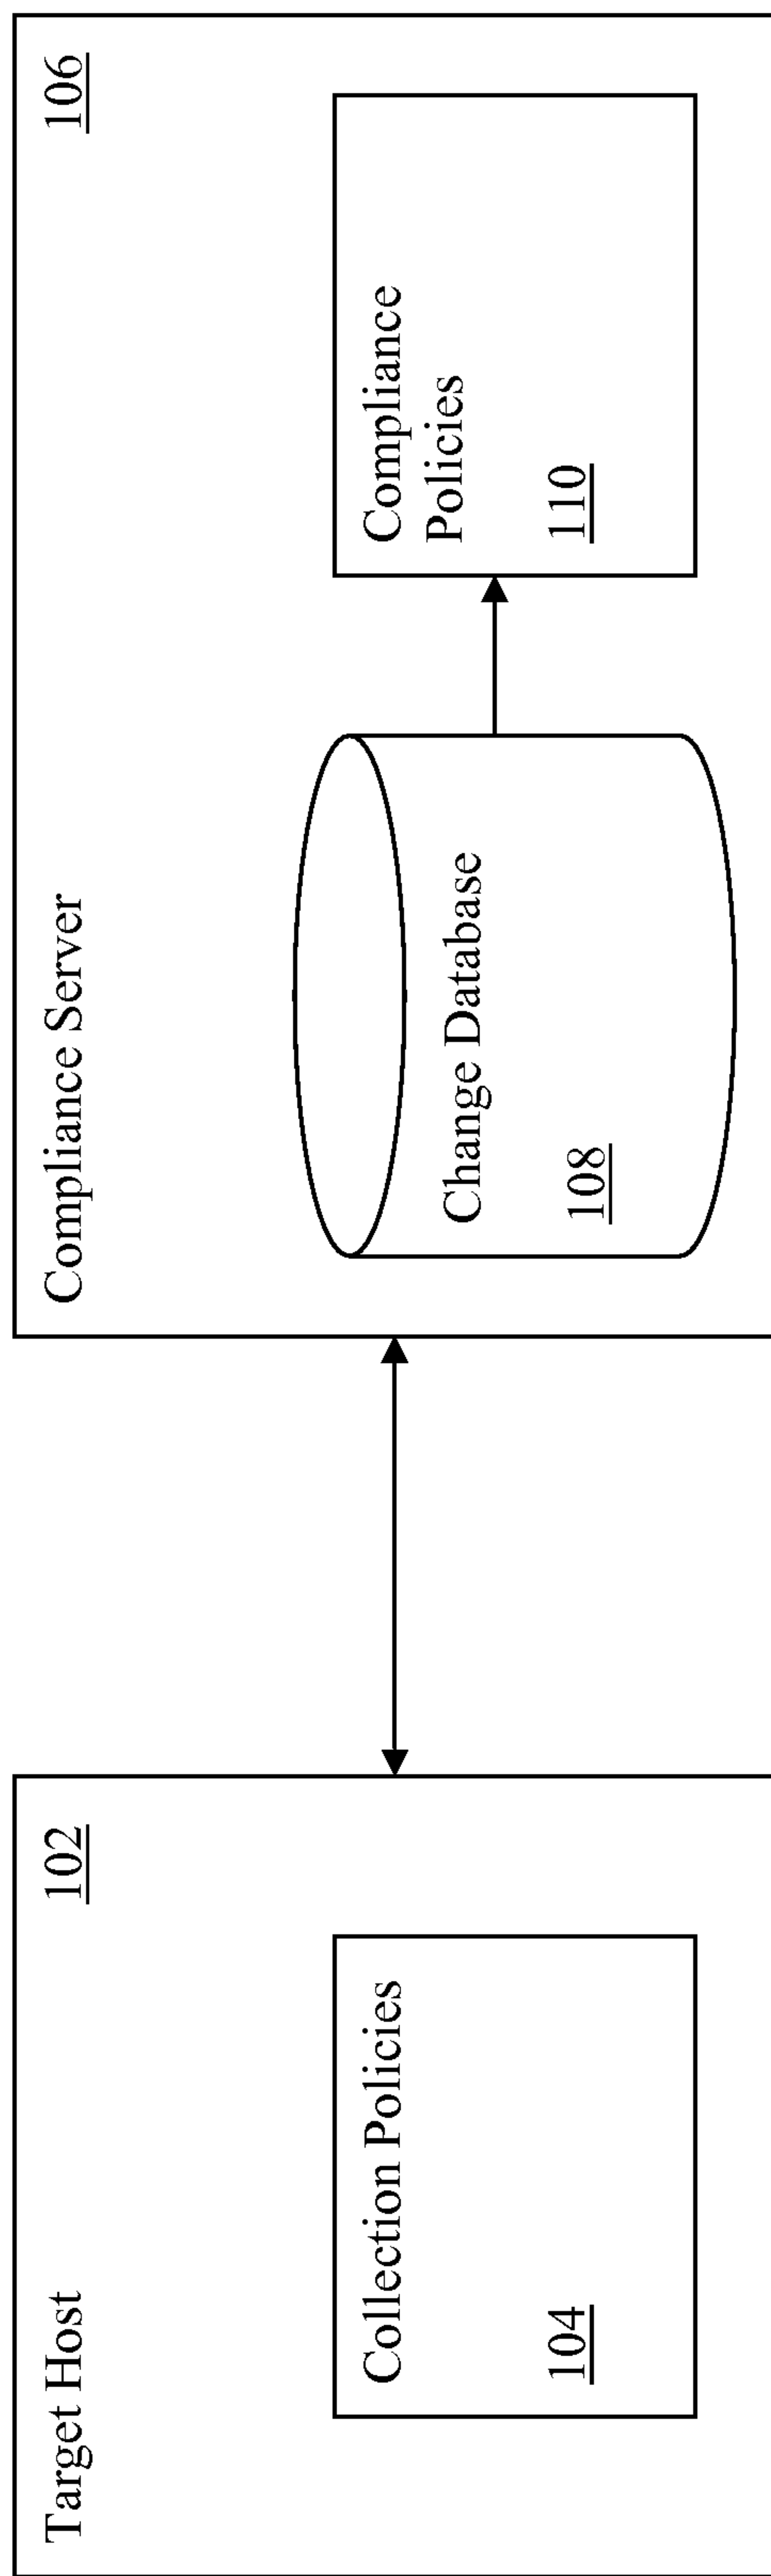 Target Host
102
Collection Policies
104
Compliance Server
106
Change Database
108
Compliance
Policies
110